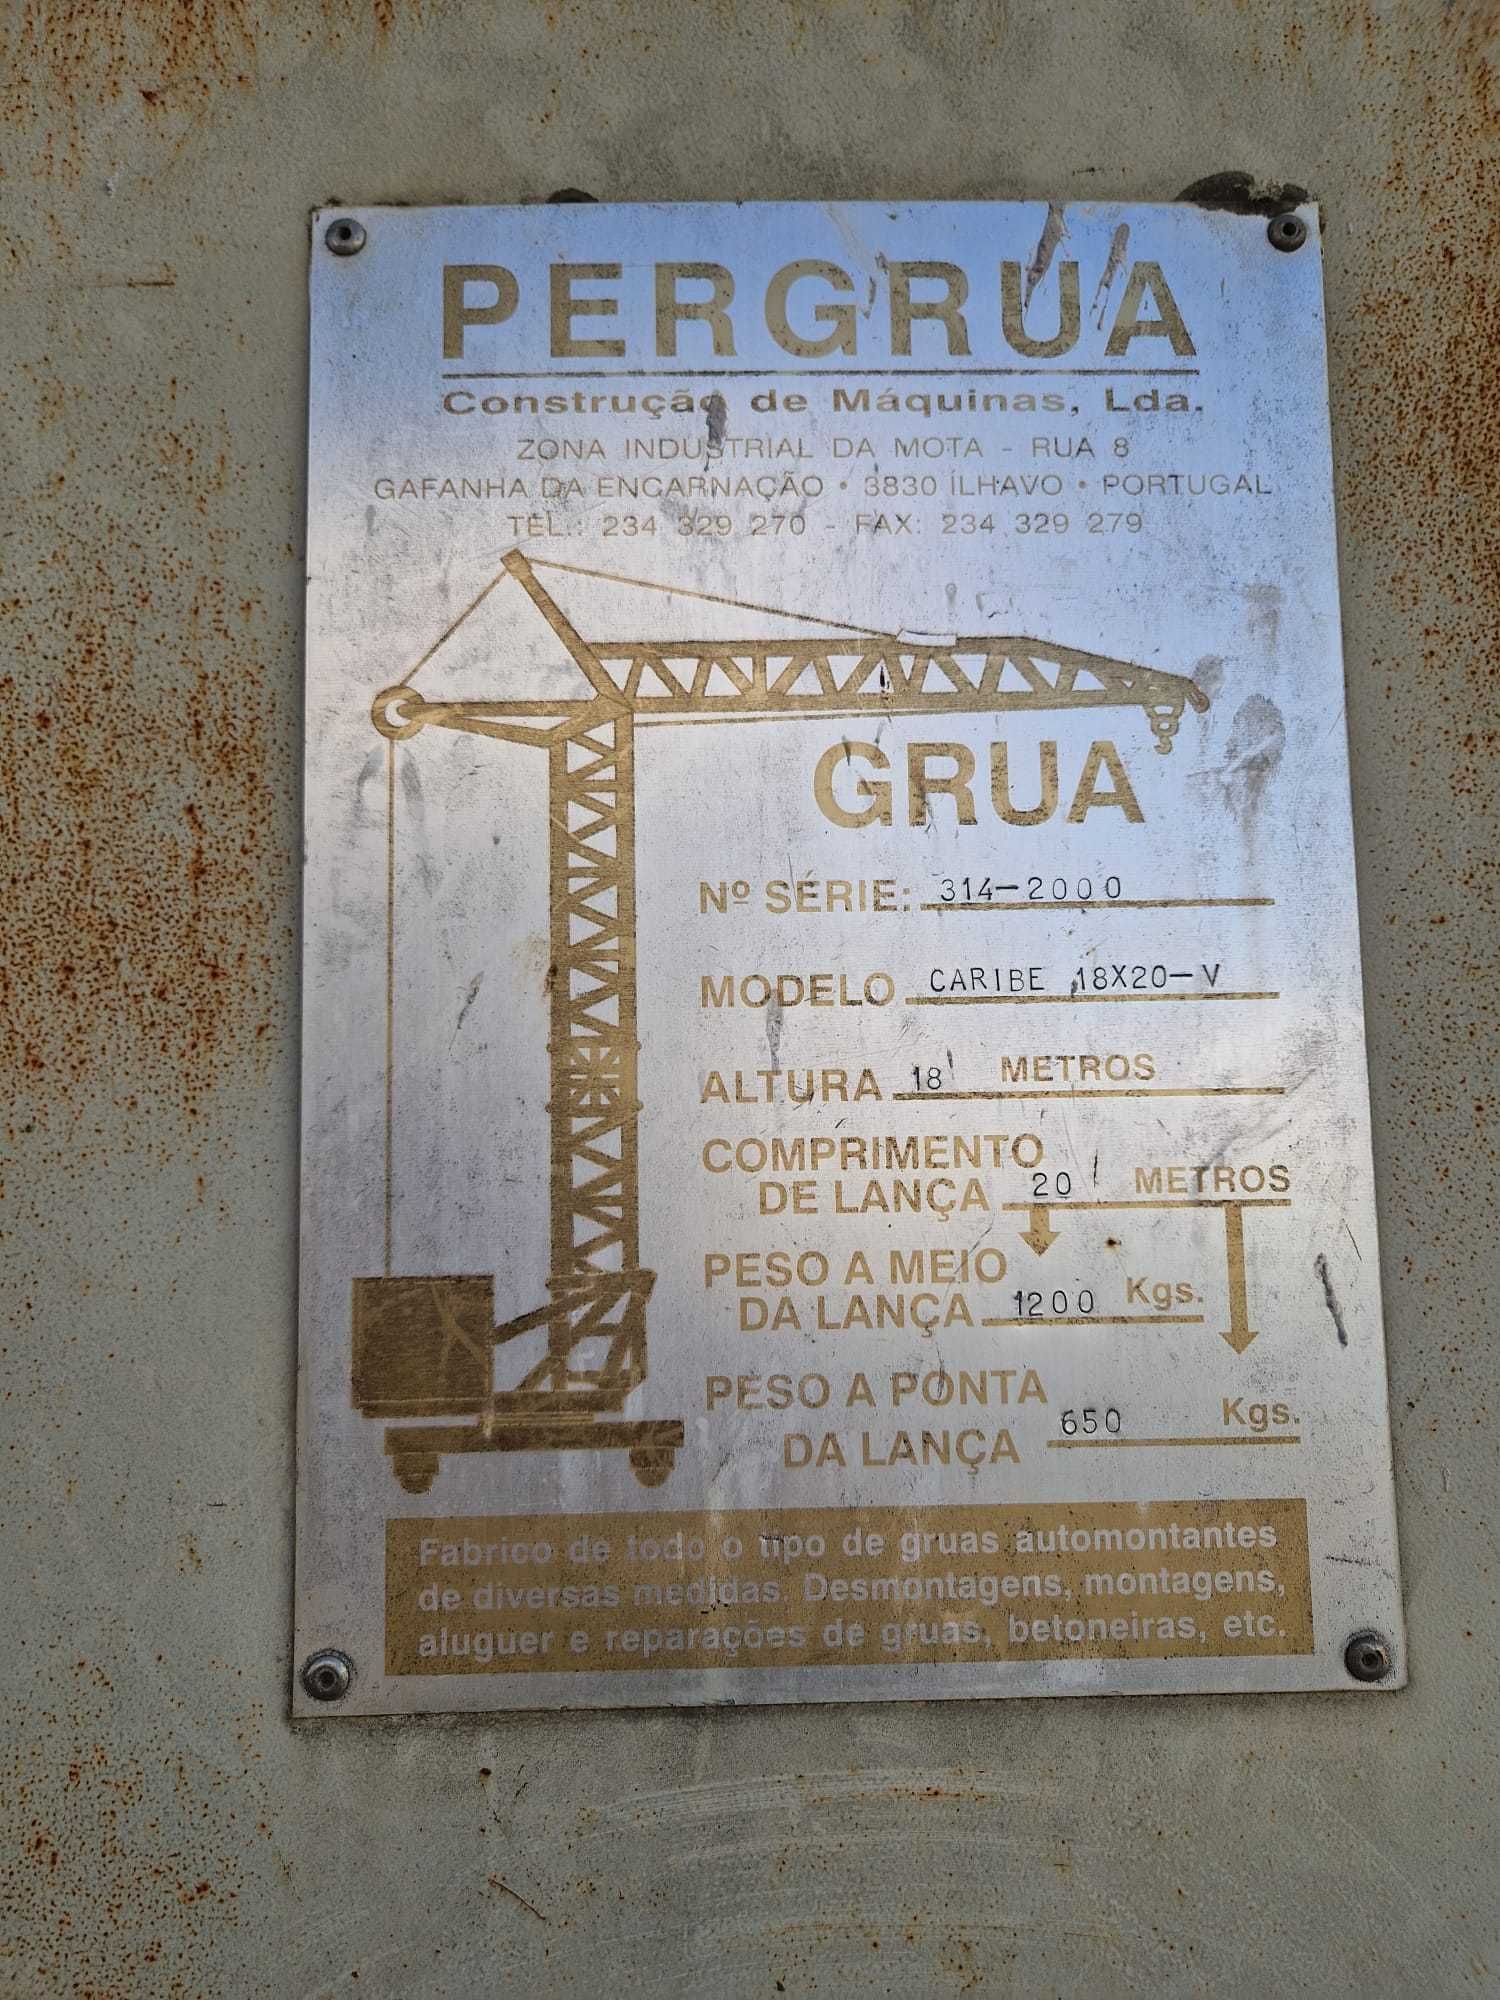 PERGRUA
Construção de Máquinas, Lda.
ZONA INDUSTRIAL DA MOTA - RUA 8
GAFANHA DA ENCARNAÇÃO • 3830 ÍLHAVO • PORTUGAL
TEL.: 234 329 270 - FAX: 234 329 279
GRUA
Nº SÉRIE: 314-2000
MODELO CARIBE 18X20-V
ALTURA 18 METROS
COMPRIMENTO
DE LANÇA 20 METROS
PESO A MEIO
DA LANÇA 1200 Kgs.
PESO A PONTA
DA LANÇA 650 Kgs.
Fabrico de todo o tipo de gruas automontantes
de diversas medidas. Desmontagens, montagens,
aluguer e reparações de gruas, betoneiras, etc.